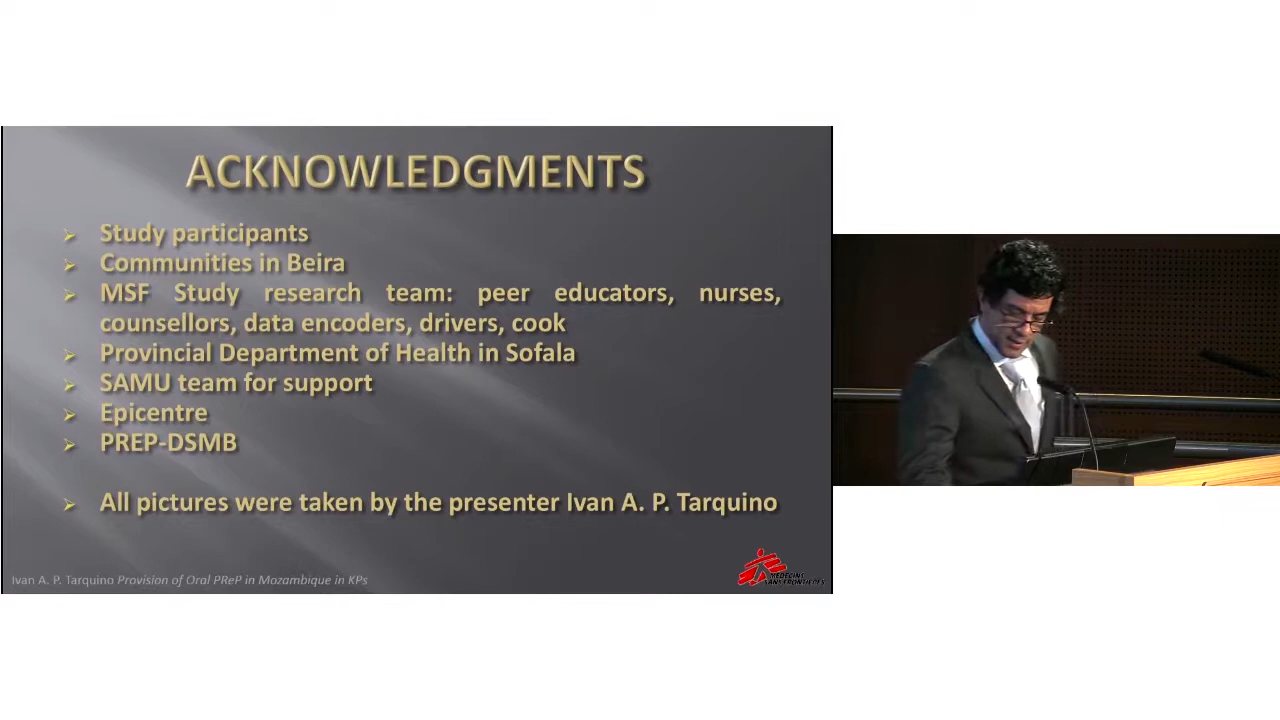 ACKNOWLEDGMENTS
Study participants
Communities in Beira
MSF Study research team: peer educators, nurses,
counsellors, data encoders, drivers, cook
Provincial Department of Health in Sofala
SAMU team for support
Epicentre
PREP-DSMB
All pictures were taken by the presenter Ivan A. P. Tarquino
Ivan A. P. Tarquino Provision of Oral PReP in Mozambique in KPs
MEDECINS
SANS FRONTIERES